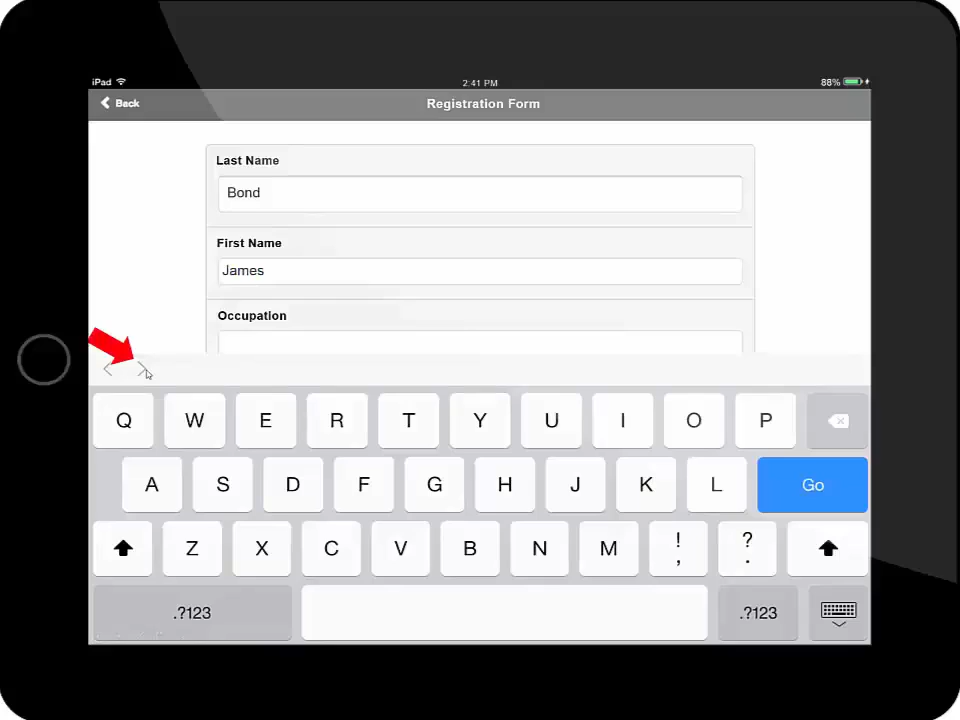 iPad 2:41 PM 88%
Back Registration Form
Last Name
Bond
First Name
James
Occupation
Q W E R T Y U I O P
A S D F G H J K L Go
Z X C V B N M ! , ? .
.?123 .?123